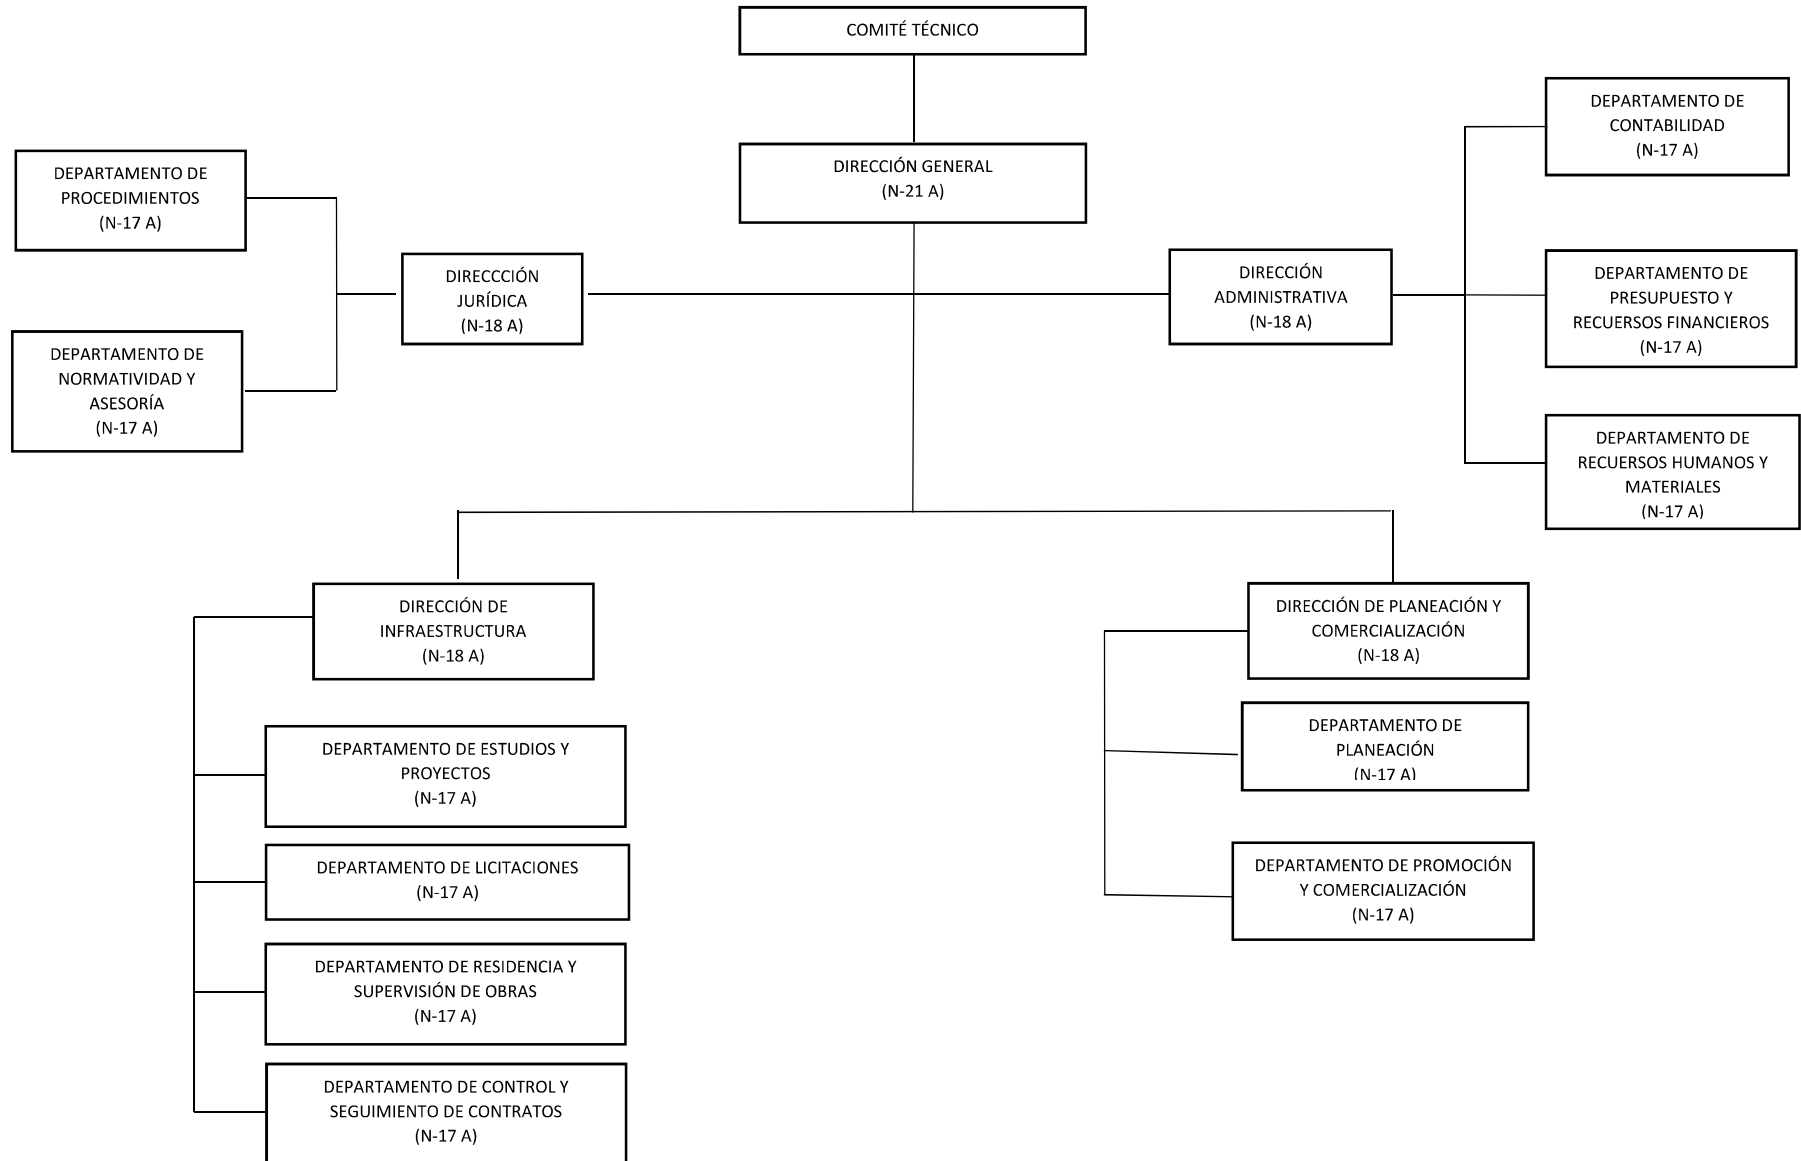 COMITÉ TÉCNICO
DIRECCIÓN GENERAL
(N-21 A)
DEPARTAMENTO DE
PROCEDIMIENTOS
(N-17 A)
DEPARTAMENTO DE
NORMATIVIDAD Y
ASESORÍA
(N-17 A)
DIRECCCIÓN
JURÍDICA
(N-18 A)
DIRECCIÓN
ADMINISTRATIVA
(N-18 A)
DEPARTAMENTO DE
CONTABILIDAD
(N-17 A)
DEPARTAMENTO DE
PRESUPUESTO Y
RECUERSOS FINANCIEROS
(N-17 A)
DEPARTAMENTO DE
RECUERSOS HUMANOS Y
MATERIALES
(N-17 A)
DIRECCIÓN DE
INFRAESTRUCTURA
(N-18 A)
DEPARTAMENTO DE ESTUDIOS Y
PROYECTOS
(N-17 A)
DEPARTAMENTO DE LICITACIONES
(N-17 A)
DEPARTAMENTO DE RESIDENCIA Y
SUPERVISIÓN DE OBRAS
(N-17 A)
DEPARTAMENTO DE CONTROL Y
SEGUIMIENTO DE CONTRATOS
(N-17 A)
DIRECCIÓN DE PLANEACIÓN Y
COMERCIALIZACIÓN
(N-18 A)
DEPARTAMENTO DE
PLANEACIÓN
(N-17 A)
DEPARTAMENTO DE PROMOCIÓN
Y COMERCIALIZACIÓN
(N-17 A)